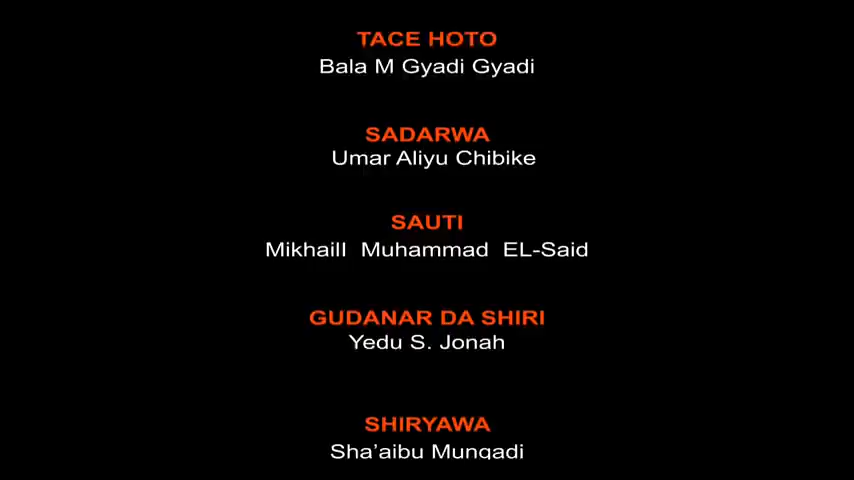 TACE HOTO
Bala M Gyadi Gyadi
SADARWA
Umar Aliyu Chibike
SAUTI
Mikhaill Muhammad EL-Said
GUDANAR DA SHIRI
Yedu S. Jonah
SHIRYAWA
Sha’aibu Mungadi